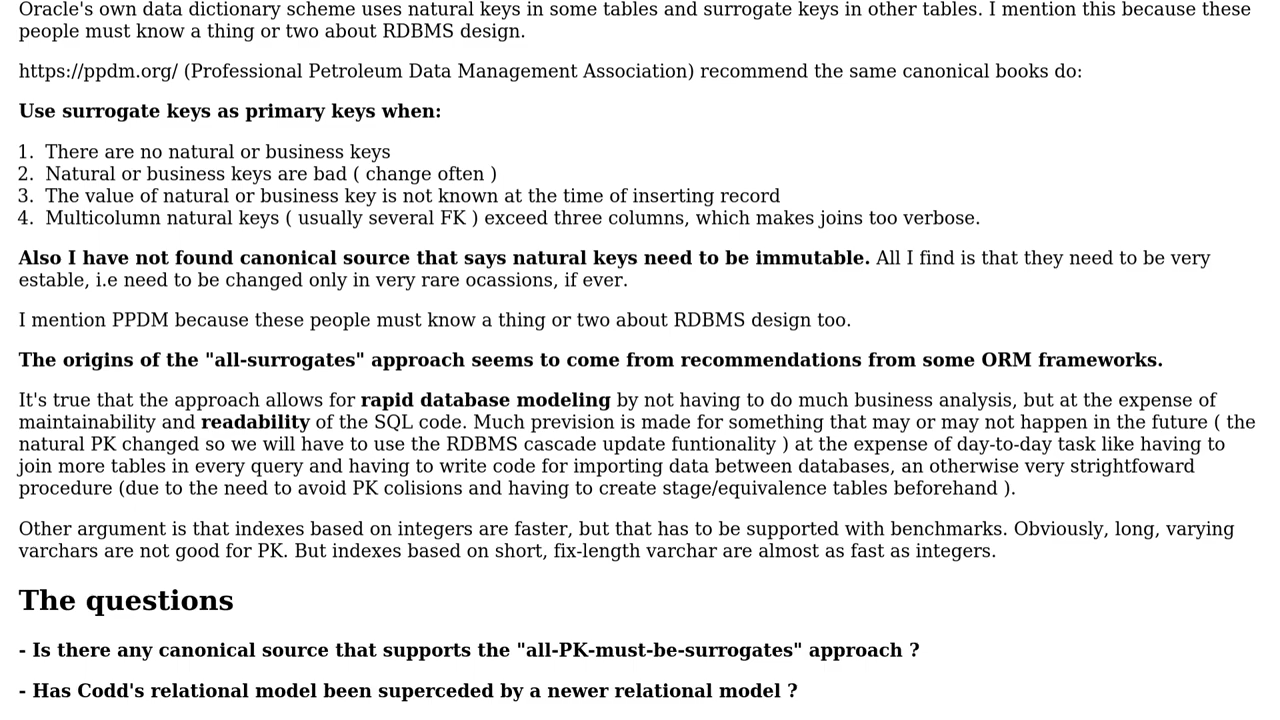 Oracle's own data dictionary scheme uses natural keys in some tables and surrogate keys in other tables. I mention this because these
people must know a thing or two about RDBMS design.
https://ppdm.org/ (Professional Petroleum Data Management Association) recommend the same canonical books do:
Use surrogate keys as primary keys when:
1. There are no natural or business keys
2. Natural or business keys are bad ( change often )
3. The value of natural or business key is not known at the time of inserting record
4. Multicolumn natural keys ( usually several FK ) exceed three columns, which makes joins too verbose.
Also I have not found canonical source that says natural keys need to be immutable. All I find is that they need to be very
estable, i.e need to be changed only in very rare ocassions, if ever.
I mention PPDM because these people must know a thing or two about RDBMS design too.
The origins of the "all-surrogates" approach seems to come from recommendations from some ORM frameworks.
It's true that the approach allows for rapid database modeling by not having to do much business analysis, but at the expense of
maintainability and readability of the SQL code. Much prevision is made for something that may or may not happen in the future ( the
natural PK changed so we will have to use the RDBMS cascade update funtionality ) at the expense of day-to-day task like having to
join more tables in every query and having to write code for importing data between databases, an otherwise very strightfoward
procedure (due to the need to avoid PK colisions and having to create stage/equivalence tables beforehand ).
Other argument is that indexes based on integers are faster, but that has to be supported with benchmarks. Obviously, long, varying
varchars are not good for PK. But indexes based on short, fix-length varchar are almost as fast as integers.
The questions
- Is there any canonical source that supports the "all-PK-must-be-surrogates" approach ?
- Has Codd's relational model been superceded by a newer relational model ?